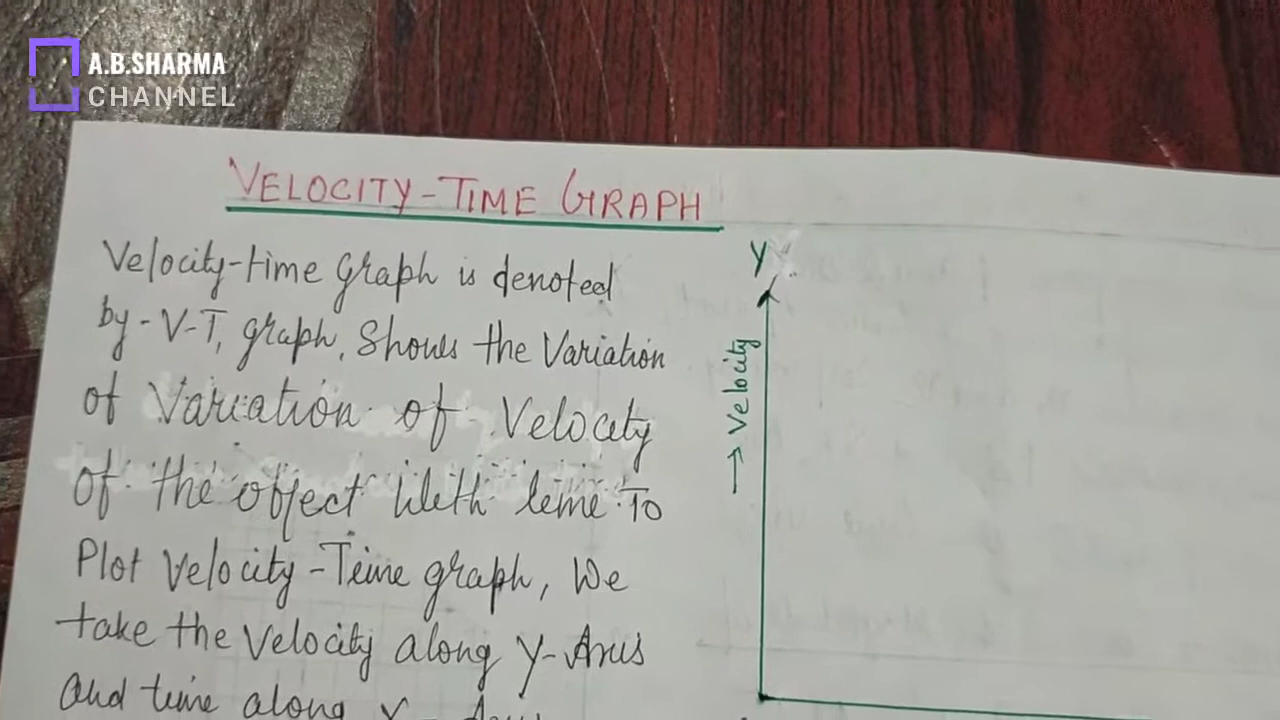 A.B.SHARMA
CHANNEL
VELOCITY-TIME GRAPH
Velocity-time graph is denoted
by-V-T, graph, Shows the Variation
of Variation of Velocity
of the object with time To
Plot Velocity-Time graph, We
take the Velocity along Y-Axis
and time along X-Axis
Y
→ Velocity